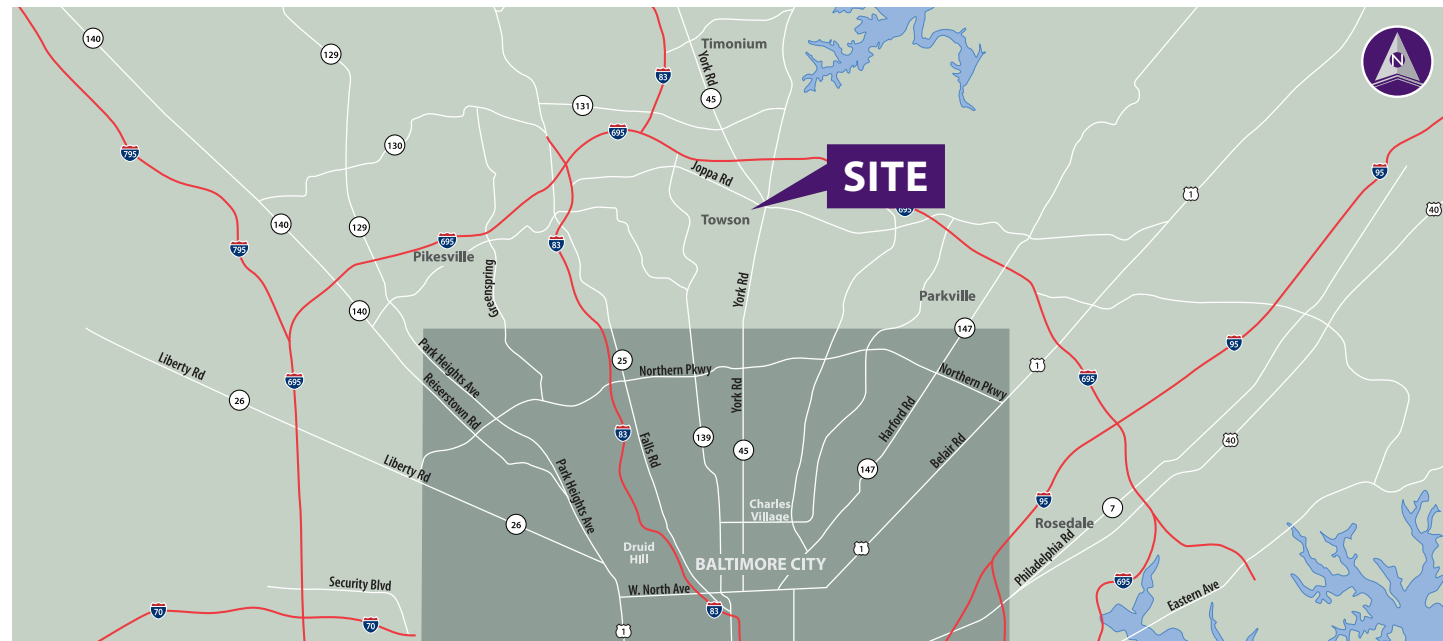 140
129
Timonium
York Rd
83
45
N
131
695
795
130
Joppa Rd
SITE
95
1
140
129
Towson
695
40
795
695
83
Pikesville
Greenspring
York Rd
Parkville
140
147
95
Liberty Rd
Park Heights Ave
Reiserstown Rd
25
Northern Pkwy
York Rd
Northern Pkwy
1
695
695
26
83
Falls Rd
139
45
Harford Rd
Belair Rd
40
Liberty Rd
Park Heights Ave
147
95
Charles
Village
7
Rosedale
26
Druid
Hill
1
BALTIMORE CITY
Philadelphia Rd
Security Blvd
W. North Ave
695
Eastern Ave
70
70
1
83